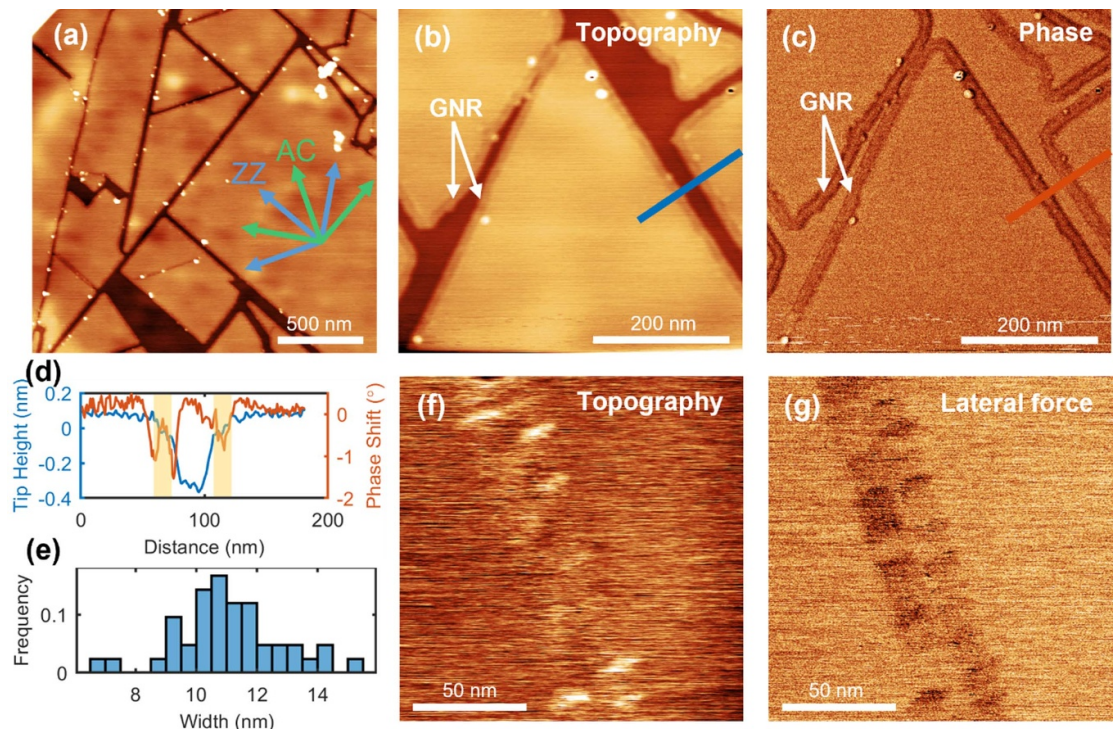 (a)
ZZ
AC
500 nm
(b)
Topography
GNR
200 nm
(c)
Phase
200 nm
(d)
Tip Height (nm)
0.2
0
-0.2
-0.4
0
-1
-2
Phase Shift (°)
0 100 200
Distance (nm)
(e)
Frequency
0.1
0
8 10 12 14
Width (nm)
(f)
Topography
50 nm
(g)
Lateral force
50 nm